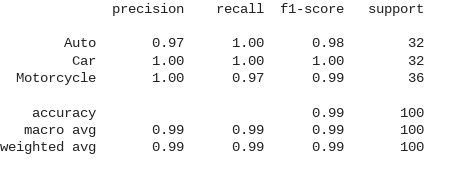 precision recall f1-score support
Auto 0.97 1.00 0.98 32
Car 1.00 1.00 1.00 32
Motorcycle 1.00 0.97 0.99 36
accuracy 0.99 100
macro avg 0.99 0.99 0.99 100
weighted avg 0.99 0.99 0.99 100